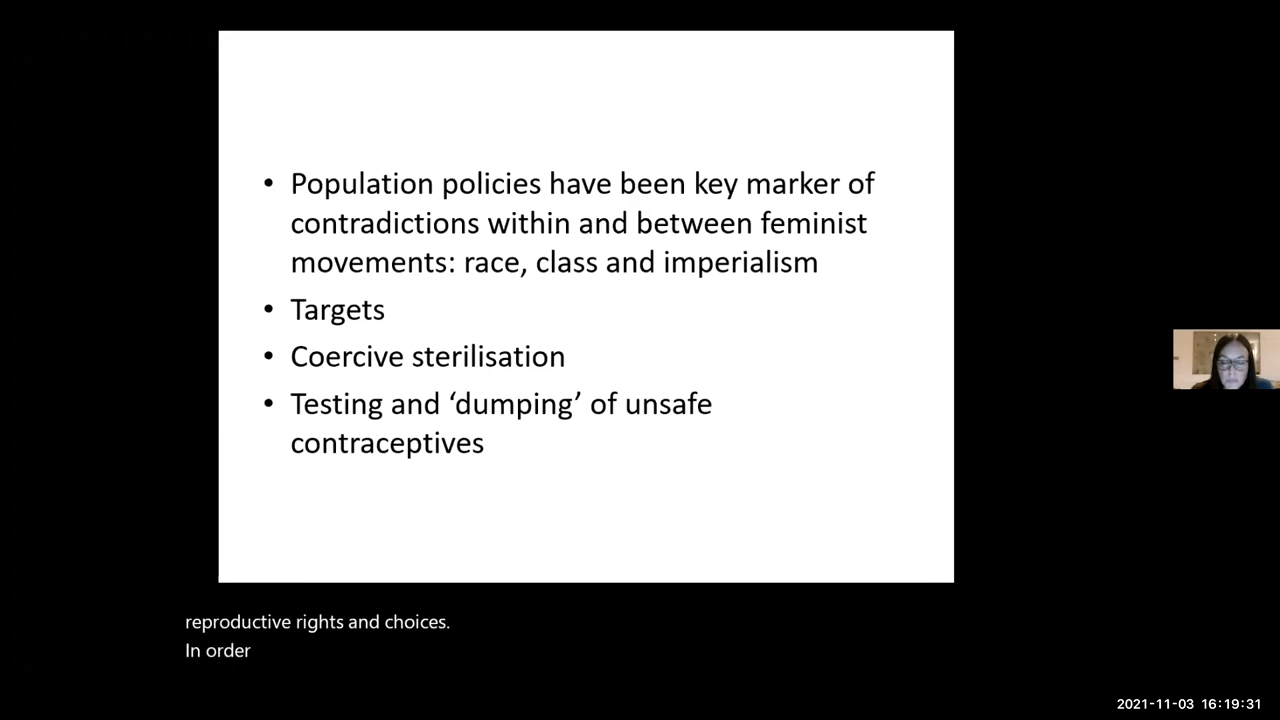 • Population policies have been key marker of
contradictions within and between feminist
movements: race, class and imperialism
• Targets
• Coercive sterilisation
• Testing and ‘dumping’ of unsafe
contraceptives
reproductive rights and choices.
In order
2021-11-03 16:19:31